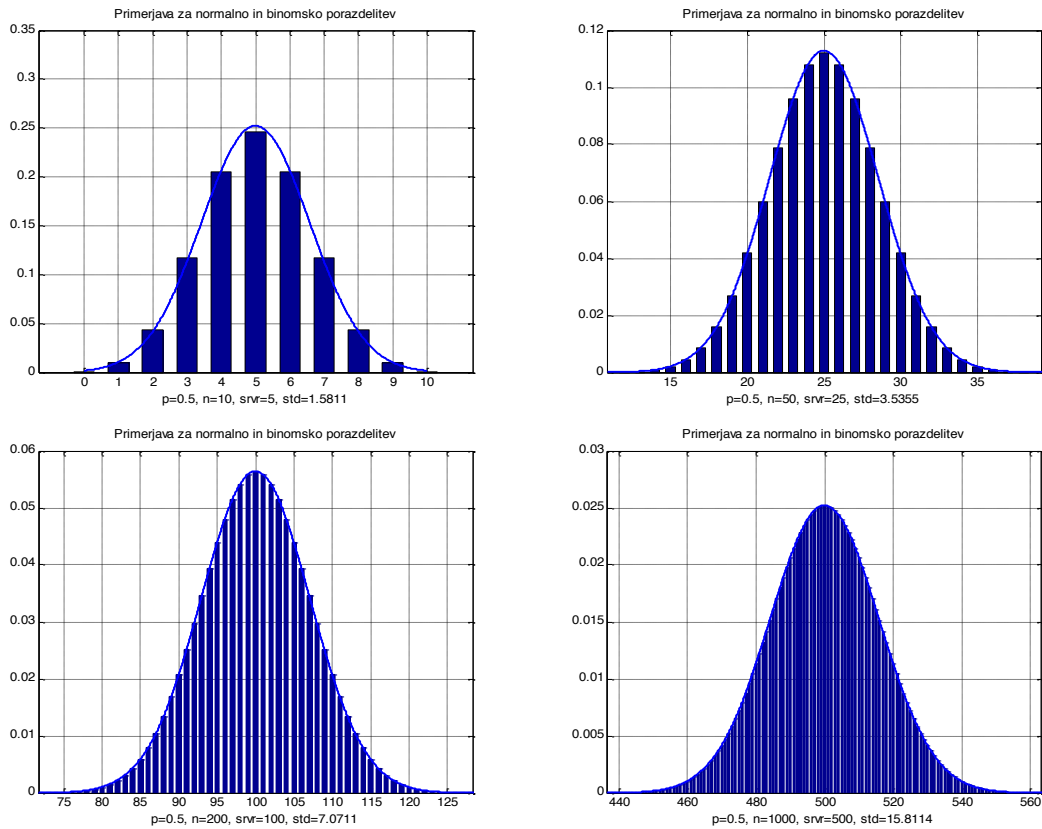 Primerjava za normalno in binomsko porazdelitev
0.35
0.3
0.25
0.2
0.15
0.1
0.05
0
0 1 2 3 4 5 6 7 8 9 10
p=0.5, n=10, srvr=5, std=1.5811
Primerjava za normalno in binomsko porazdelitev
0.12
0.1
0.08
0.06
0.04
0.02
0
15 20 25 30 35
p=0.5, n=50, srvr=25, std=3.5355
Primerjava za normalno in binomsko porazdelitev
0.06
0.05
0.04
0.03
0.02
0.01
0
75 80 85 90 95 100 105 110 115 120 125
p=0.5, n=200, srvr=100, std=7.0711
Primerjava za normalno in binomsko porazdelitev
0.03
0.025
0.02
0.015
0.01
0.005
0
440 460 480 500 520 540 560
p=0.5, n=1000, srvr=500, std=15.8114